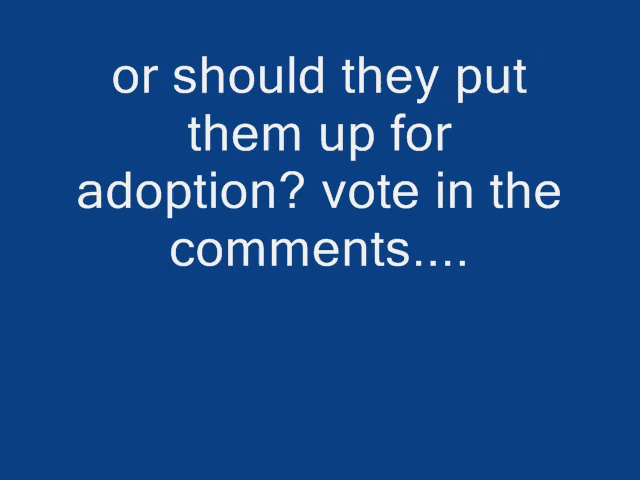 or should they put
them up for
adoption? vote in the
comments....